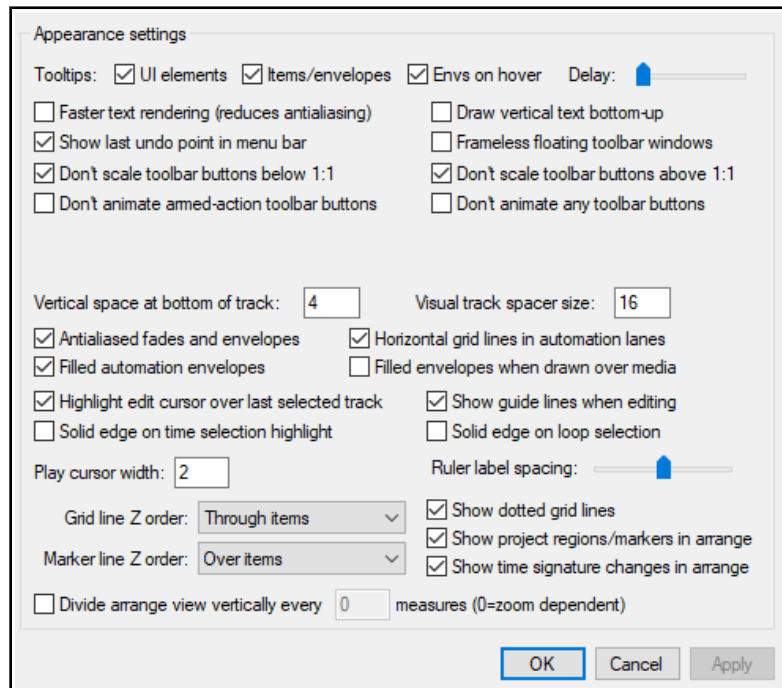 Appearance settings
Tooltips: UI elements Items/envelopes Envs on hover Delay:
Faster text rendering (reduces antialiasing) Draw vertical text bottom-up
Show last undo point in menu bar Frameless floating toolbar windows
Don't scale toolbar buttons below 1:1 Don't scale toolbar buttons above 1:1
Don't animate armed-action toolbar buttons Don't animate any toolbar buttons
Vertical space at bottom of track: 4 Visual track spacer size: 16
Antialiased fades and envelopes Horizontal grid lines in automation lanes
Filled automation envelopes Filled envelopes when drawn over media
Highlight edit cursor over last selected track Show guide lines when editing
Solid edge on time selection highlight Solid edge on loop selection
Play cursor width: 2 Ruler label spacing:
Grid line Z order: Through items Show dotted grid lines
Show project regions/markers in arrange
Marker line Z order: Over items Show time signature changes in arrange
Divide arrange view vertically every 0 measures (0=zoom dependent)
OK Cancel Apply